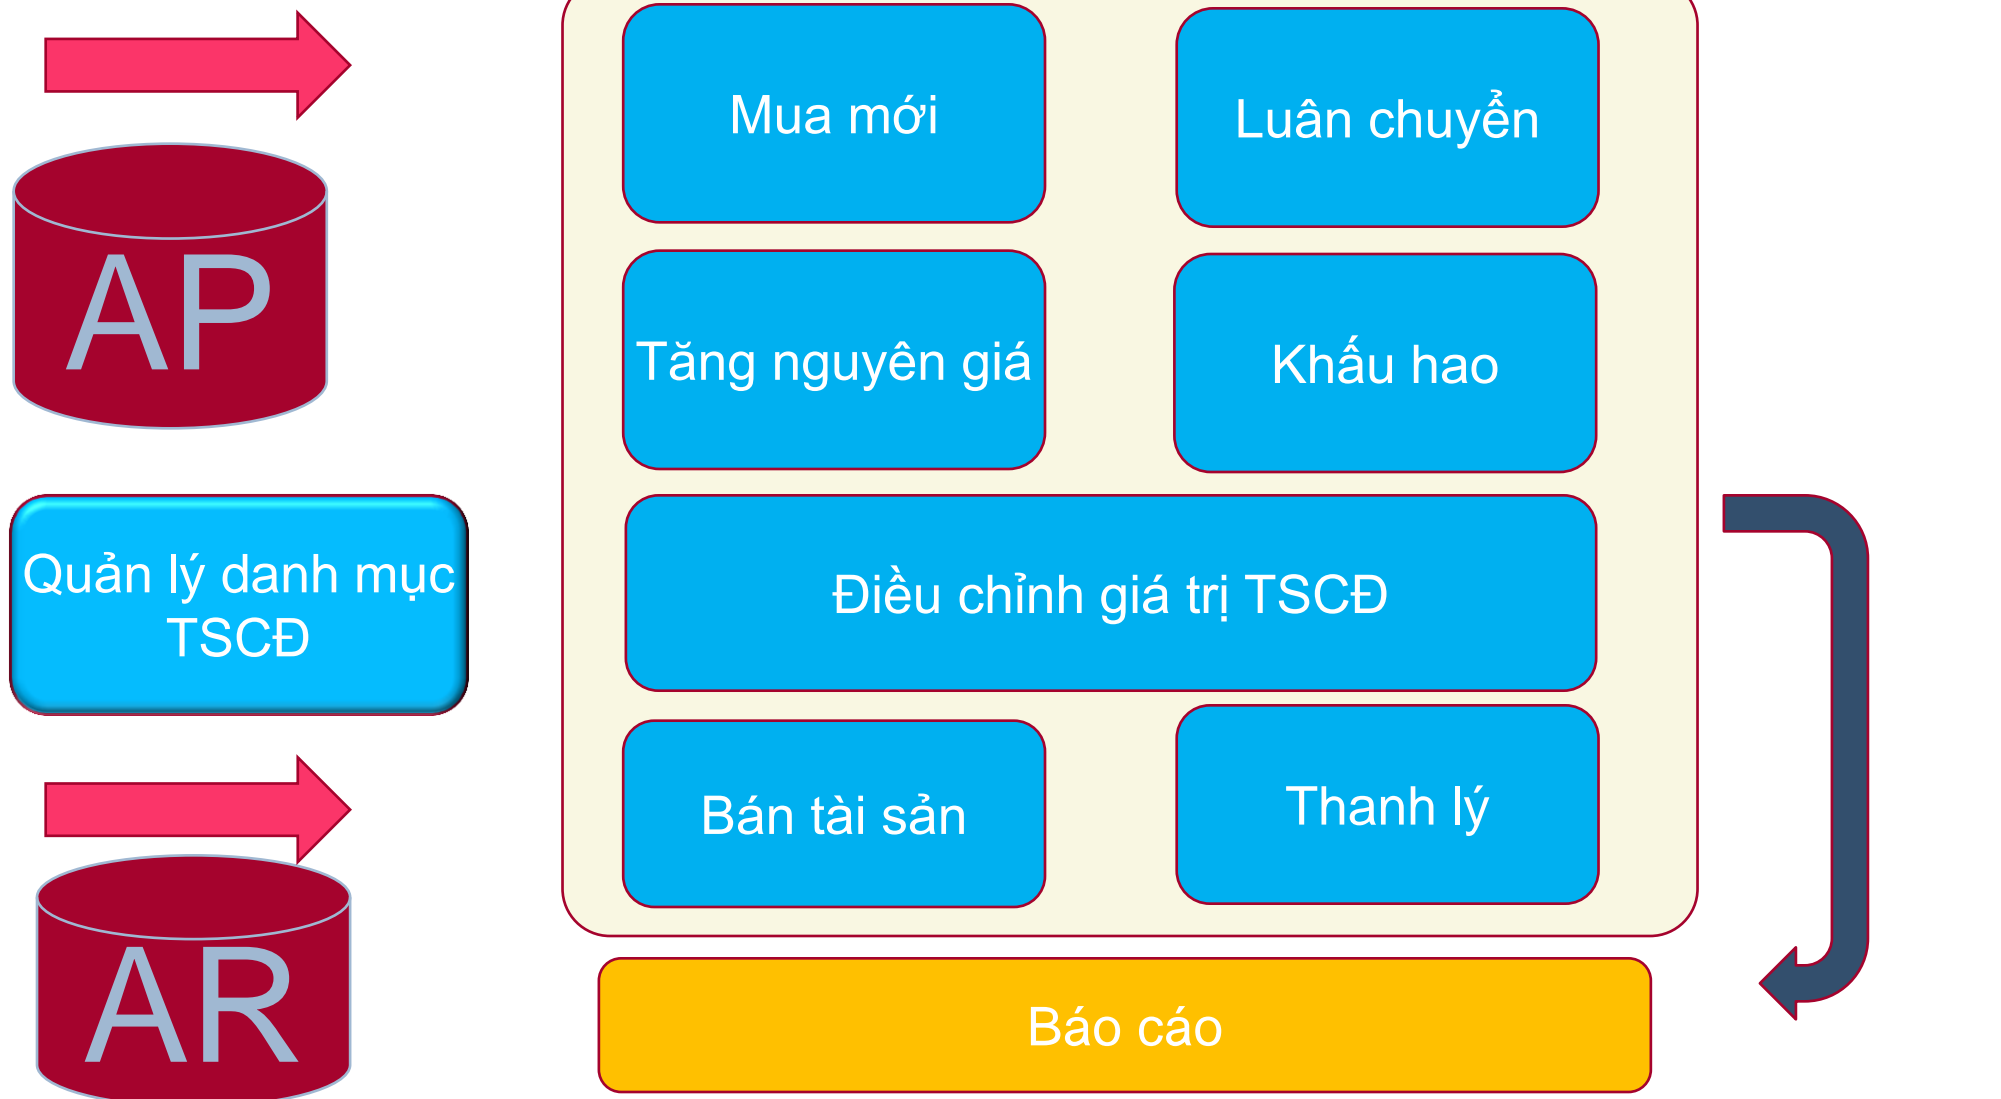 AP
Quản lý danh mục
TSCĐ
AR
Mua mới
Luân chuyển
Tăng nguyên giá
Khấu hao
Điều chỉnh giá trị TSCĐ
Bán tài sản
Thanh lý
Báo cáo